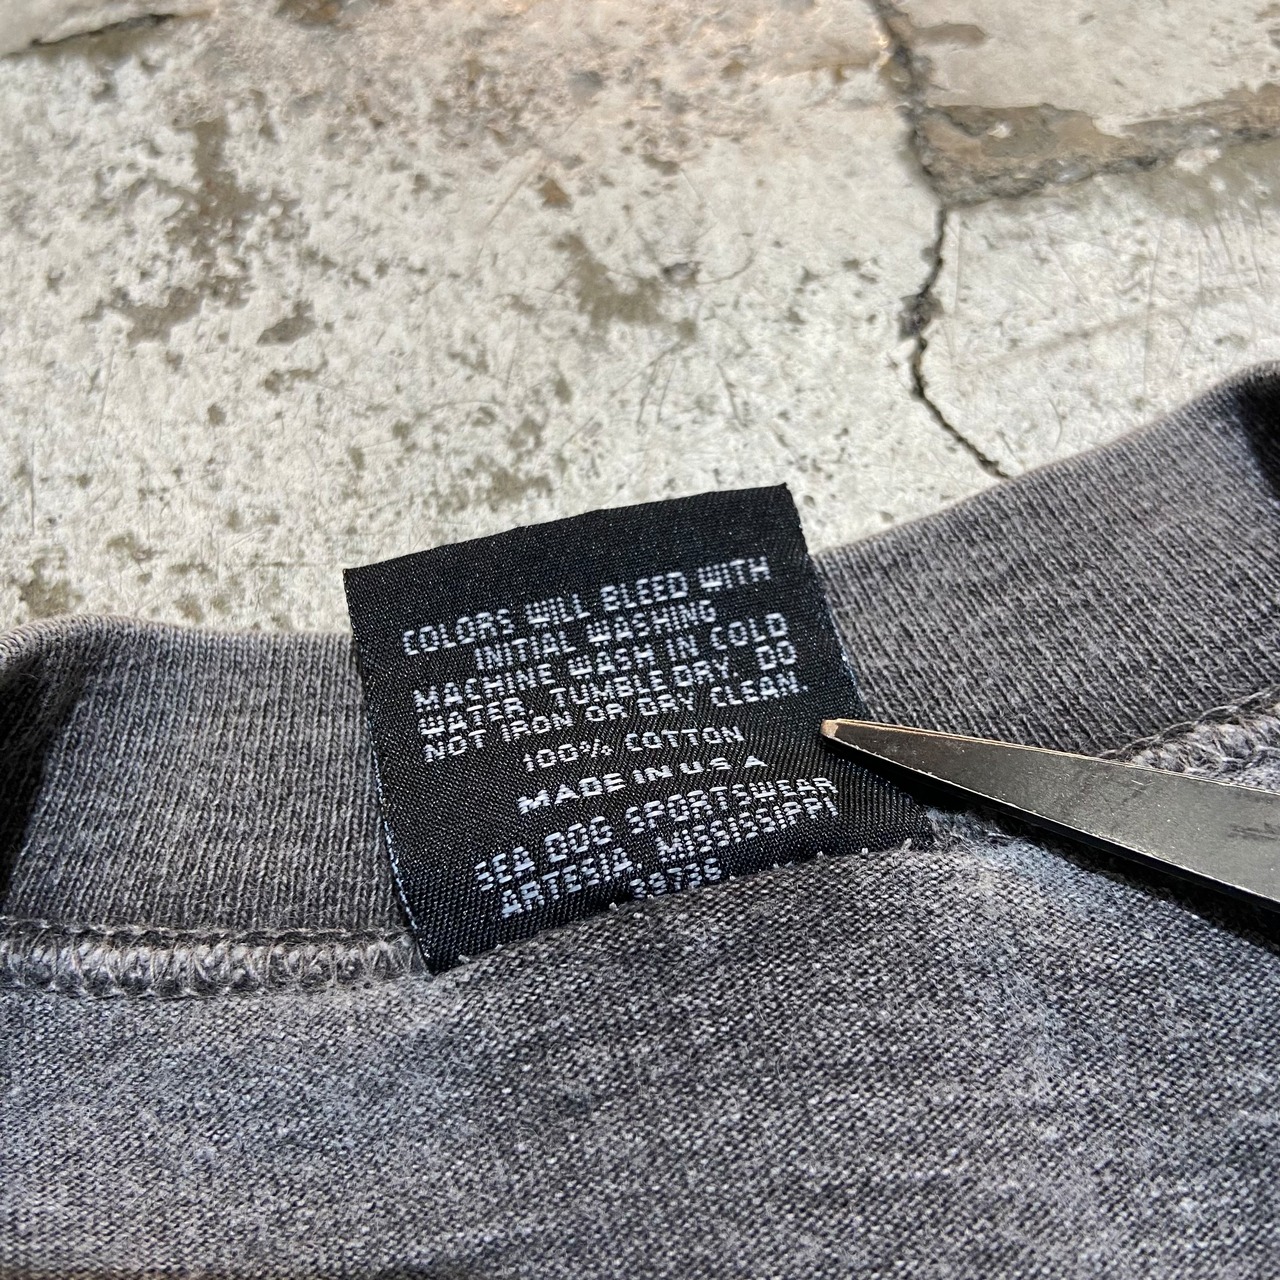 COLORS WILL BLEED WITH
INITIAL WASHING
MACHINE WASH IN COLD
WATER. TUMBLE DRY. DO
NOT IRON OR DRY CLEAN.
100% COTTON
MADE IN U S A
SEA DOG SPORTSWEAR
ARTESIA, MISSISSIPPI